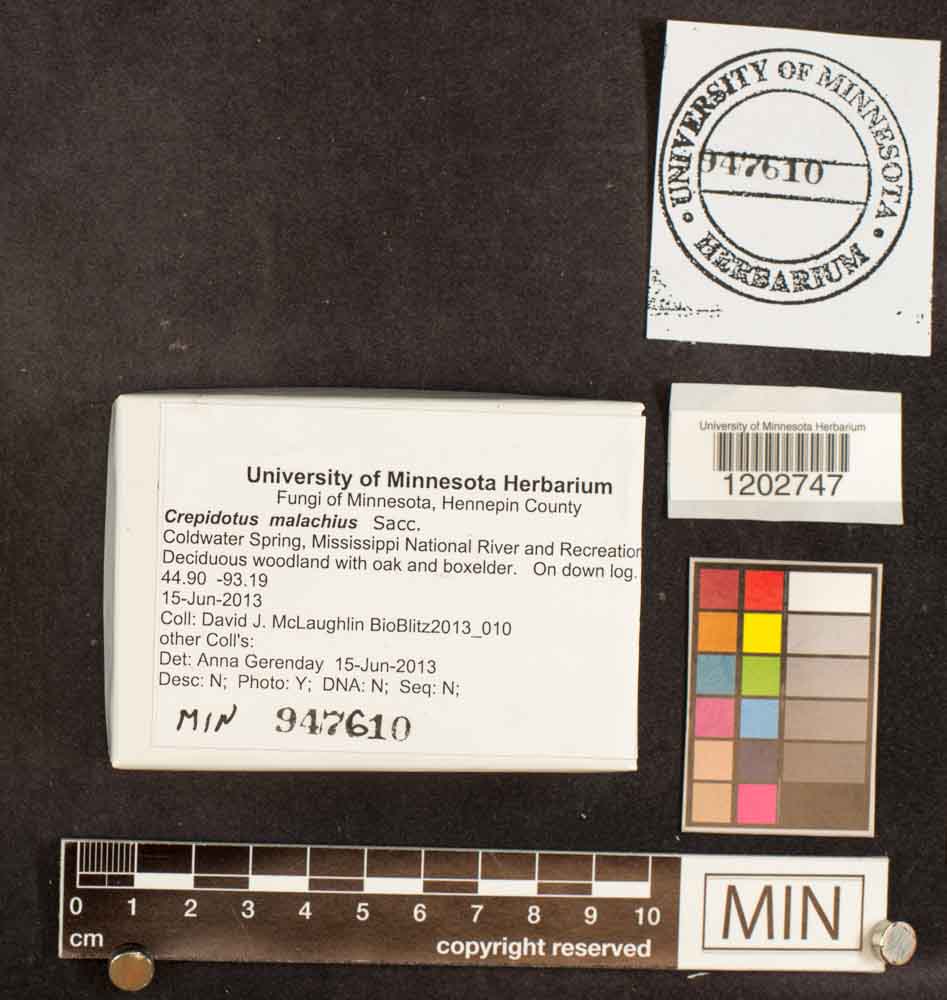 UNIVERSITY OF MINNESOTA
947610
HERBARIUM
University of Minnesota Herbarium
1202747
University of Minnesota Herbarium
Fungi of Minnesota, Hennepin County
Crepidotus malachius Sacc.
Coldwater Spring, Mississippi National River and Recreation
Deciduous woodland with oak and boxelder. On down log.
44.90 -93.19
15-Jun-2013
Coll: David J. McLaughlin BioBlitz2013_010
other Coll's:
Det: Anna Gerenday 15-Jun-2013
Desc: N; Photo: Y; DNA: N; Seq: N;
MIN 947610
0 1 2 3 4 5 6 7 8 9 10
cm
copyright reserved
MIN